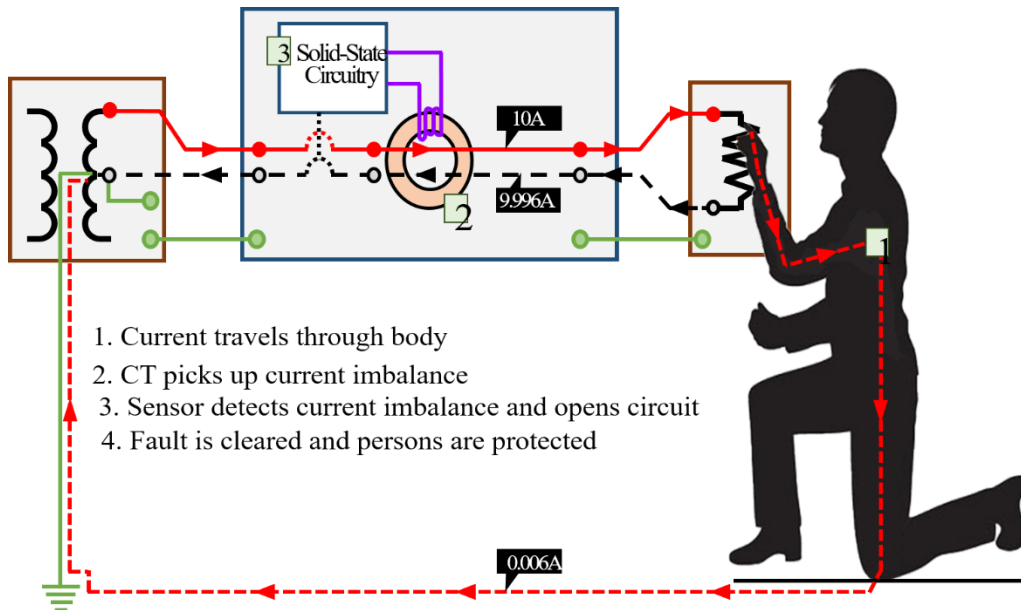 3 Solid-State
Circuitry
10A
9.996A
2
1
1. Current travels through body
2. CT picks up current imbalance
3. Sensor detects current imbalance and opens circuit
4. Fault is cleared and persons are protected
0.006A